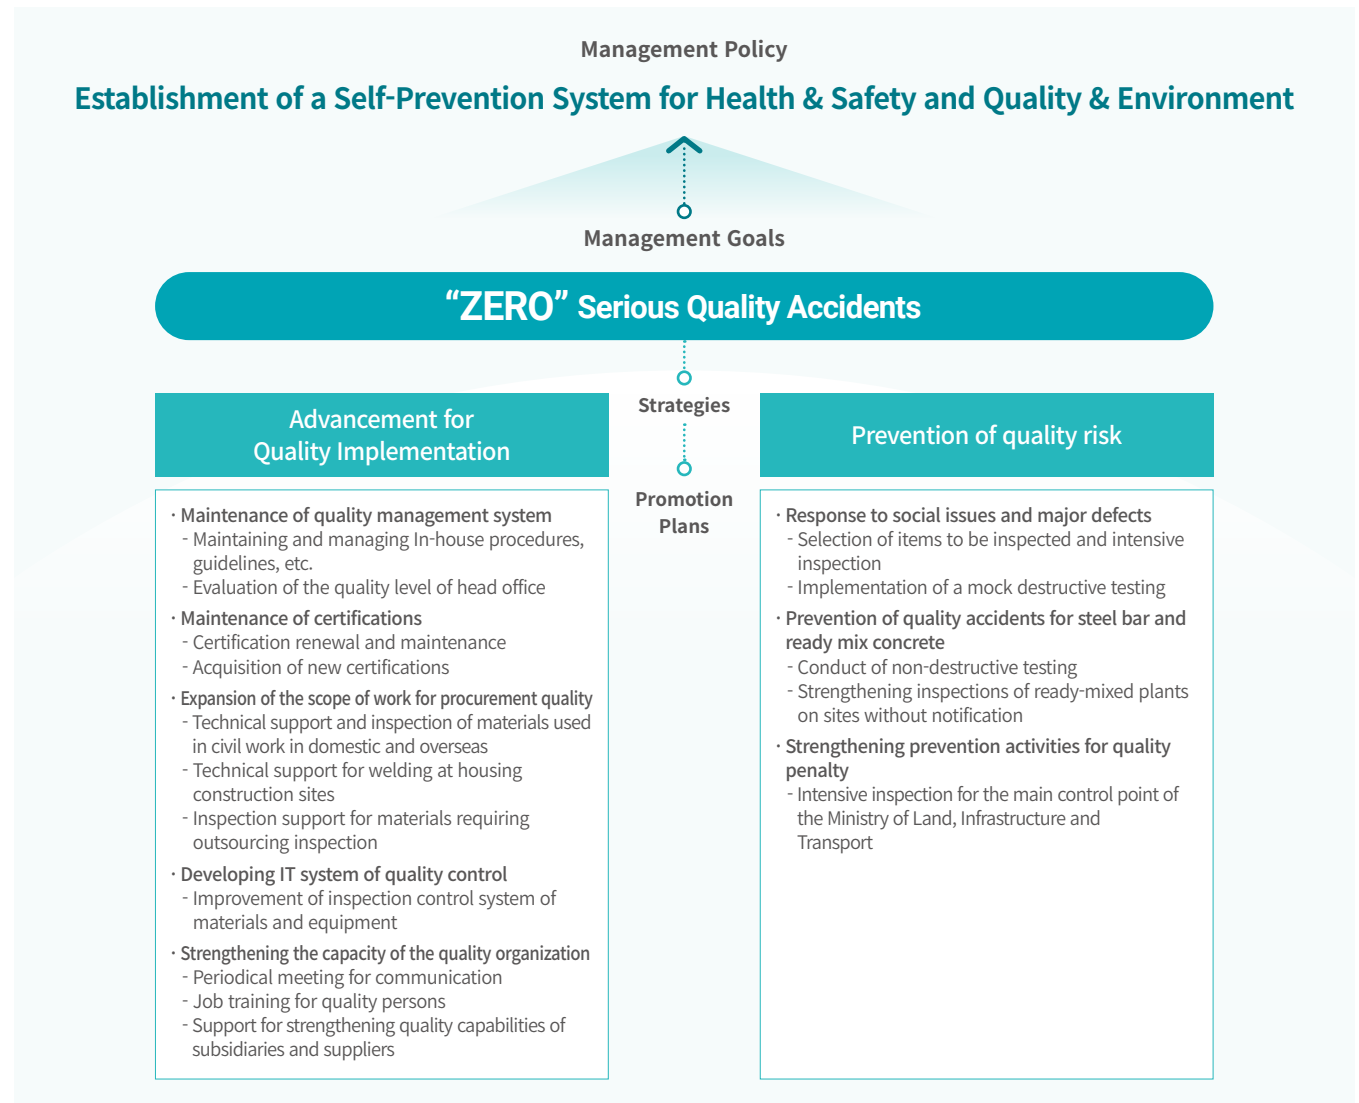 Management Policy
Establishment of a Self-Prevention System for Health & Safety and Quality & Environment
Management Goals
“ZERO” Serious Quality Accidents
Strategies
Promotion
Plans
Advancement for
Quality Implementation
· Maintenance of quality management system
- Maintaining and managing In-house procedures,
guidelines, etc.
- Evaluation of the quality level of head office
· Maintenance of certifications
- Certification renewal and maintenance
- Acquisition of new certifications
· Expansion of the scope of work for procurement quality
- Technical support and inspection of materials used
in civil work in domestic and overseas
- Technical support for welding at housing
construction sites
- Inspection support for materials requiring
outsourcing inspection
· Developing IT system of quality control
- Improvement of inspection control system of
materials and equipment
· Strengthening the capacity of the quality organization
- Periodical meeting for communication
- Job training for quality persons
- Support for strengthening quality capabilities of
subsidiaries and suppliers
Prevention of quality risk
· Response to social issues and major defects
- Selection of items to be inspected and intensive
inspection
- Implementation of a mock destructive testing
· Prevention of quality accidents for steel bar and
ready mix concrete
- Conduct of non-destructive testing
- Strengthening inspections of ready-mixed plants
on sites without notification
· Strengthening prevention activities for quality
penalty
- Intensive inspection for the main control point of
the Ministry of Land, Infrastructure and
Transport